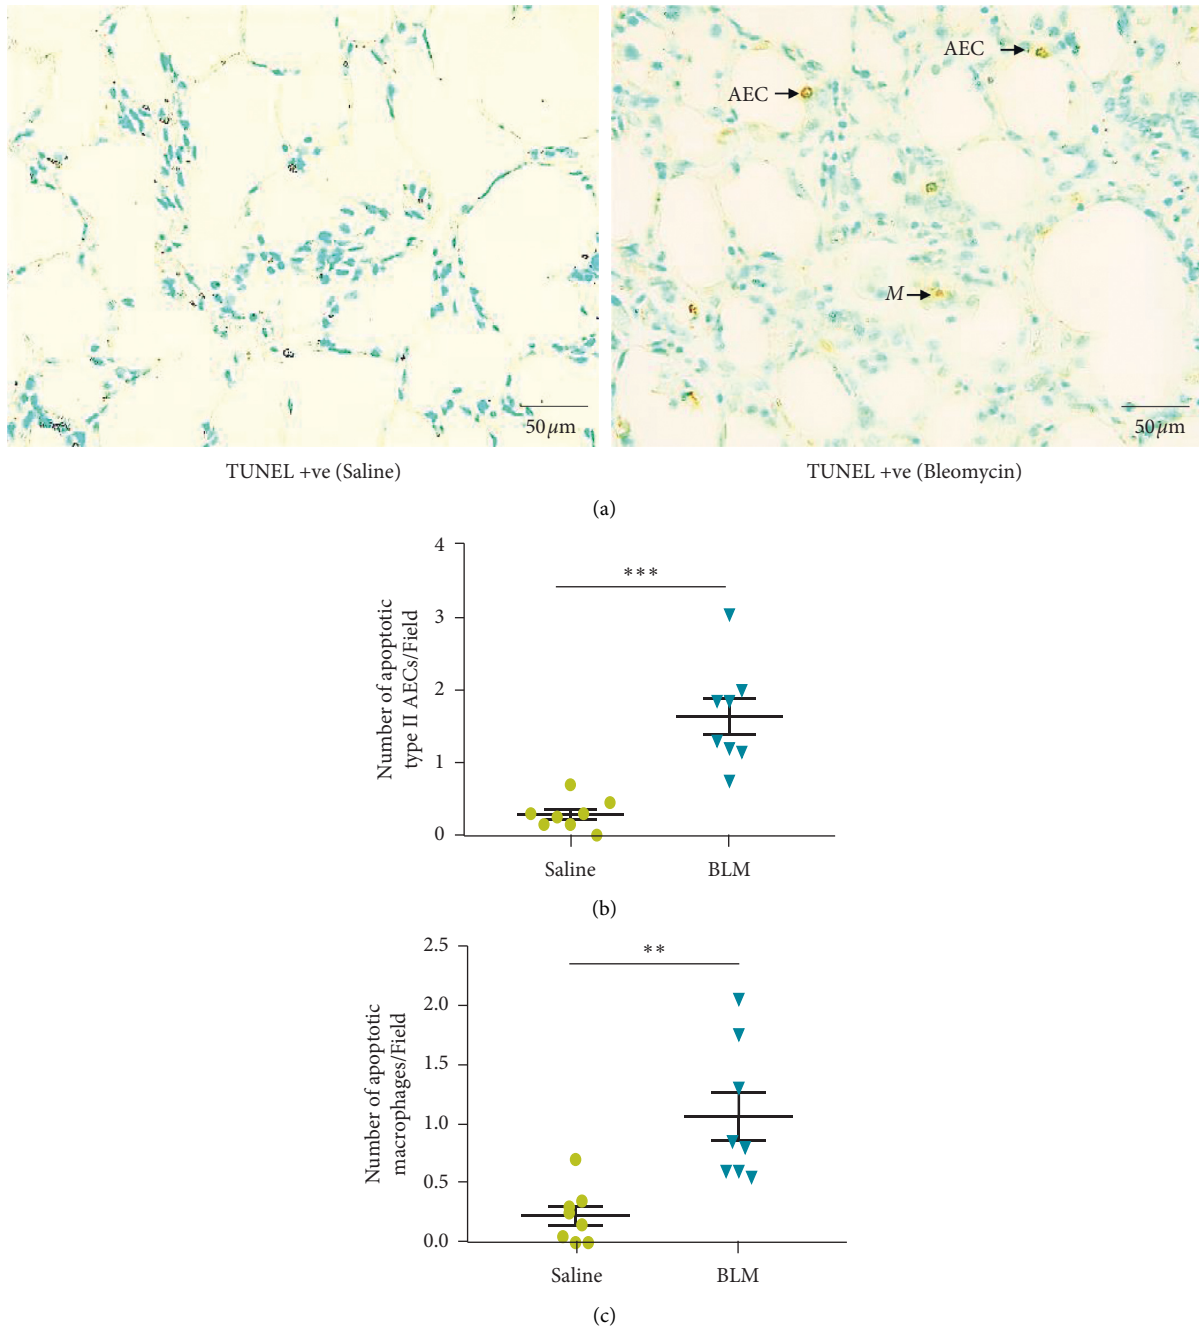 AEC
AEC
M
50 μm
50 μm
TUNEL +ve (Saline)
TUNEL +ve (Bleomycin)
(a)
Number of apoptotic
type II AECs/Field
4
3
2
1
0
***
Saline
BLM
(b)
Number of apoptotic
macrophages/Field
2.5
2.0
1.5
1.0
0.5
0.0
**
Saline
BLM
(c)